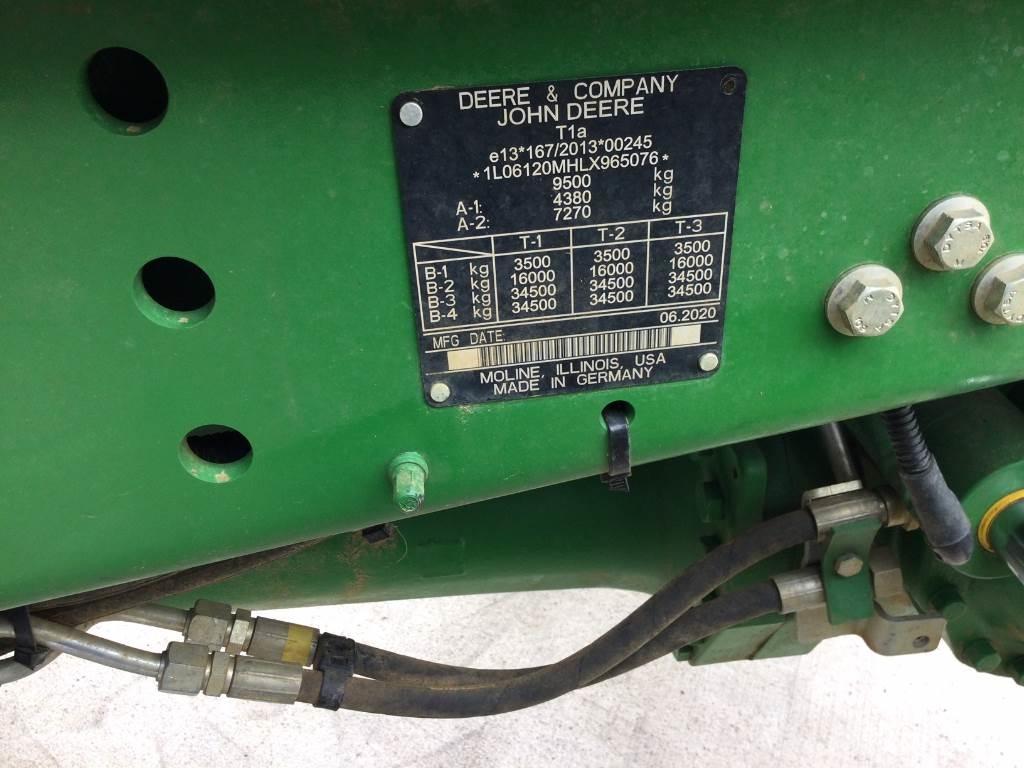 DEERE & COMPANY
JOHN DEERE
T1a
e13*167/2013*00245
*1L06120MHLX965076*
9500 kg
A-1: 4380 kg
A-2: 7270 kg
T-1 T-2 T-3
B-1 kg 3500 3500 3500
B-2 kg 16000 16000 16000
B-3 kg 34500 34500 34500
B-4 kg 34500 34500 34500
MFG DATE: 06.2020
MOLINE, ILLINOIS, USA
MADE IN GERMANY